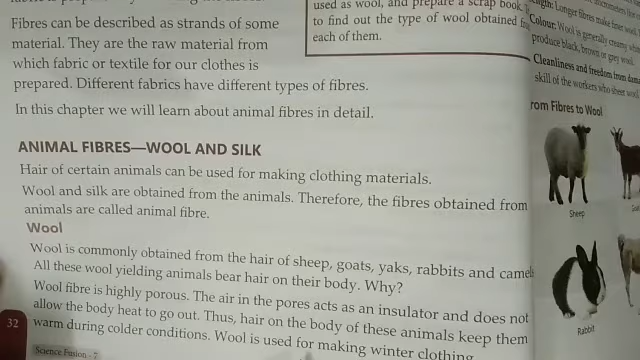 Fibres can be described as strands of some
material. They are the raw material from
which fabric or textile for our clothes is
prepared. Different fabrics have different types of fibres.
In this chapter we will learn about animal fibres in detail.
ANIMAL FIBRES—WOOL AND SILK
Hair of certain animals can be used for making clothing materials.
Wool and silk are obtained from the animals. Therefore, the fibres obtained from
animals are called animal fibre.
Wool
Wool is commonly obtained from the hair of sheep, goats, yaks, rabbits and camels
All these wool yielding animals bear hair on their body. Why?
Wool fibre is highly porous. The air in the pores acts as an insulator and does not
allow the body heat to go out. Thus, hair on the body of these animals keep them
warm during colder conditions. Wool is used for making winter clothing
32
Science Fusion - 7
used as wool, and prepare a scrap book
to find out the type of wool obtained
each of them.
Longer fibres make finer wool.
Colour: Wool is generally creamy
produce black, brown or grey wool.
Cleanliness and freedom from
skill of the workers who sheer wool
rom Fibres to Wool
Sheep
Rabbit